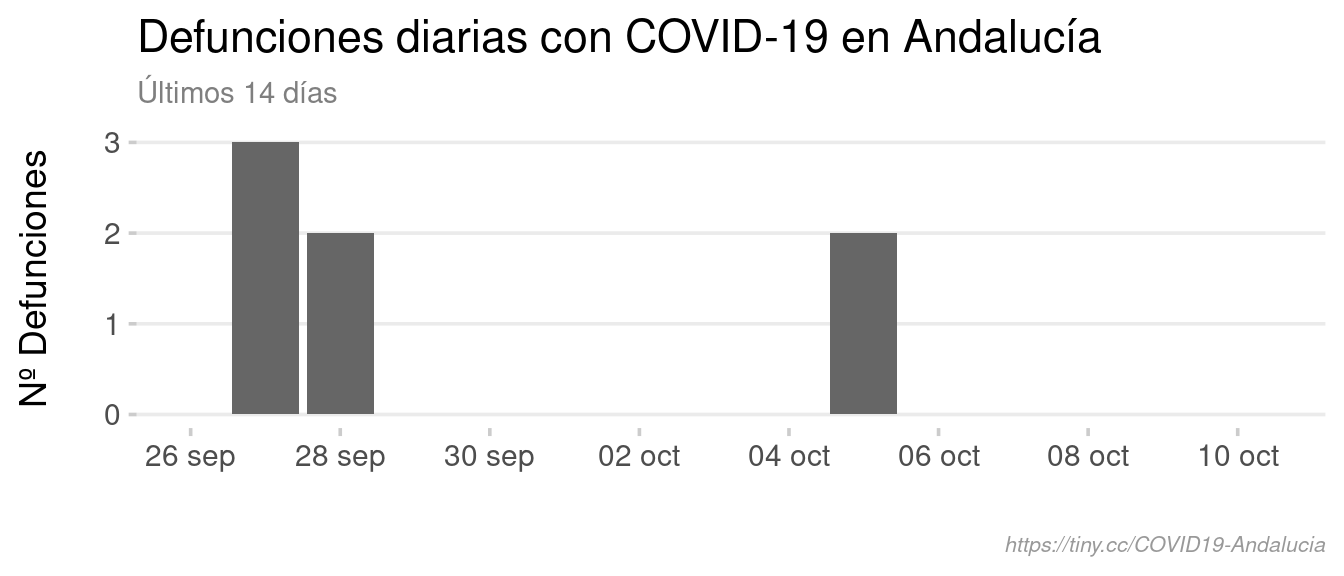 Defunciones diarias con COVID-19 en Andalucía
Últimos 14 días
Nº Defunciones
3
2
1
0
26 sep 28 sep 30 sep 02 oct 04 oct 06 oct 08 oct 10 oct
https://tiny.cc/COVID19-Andalucia